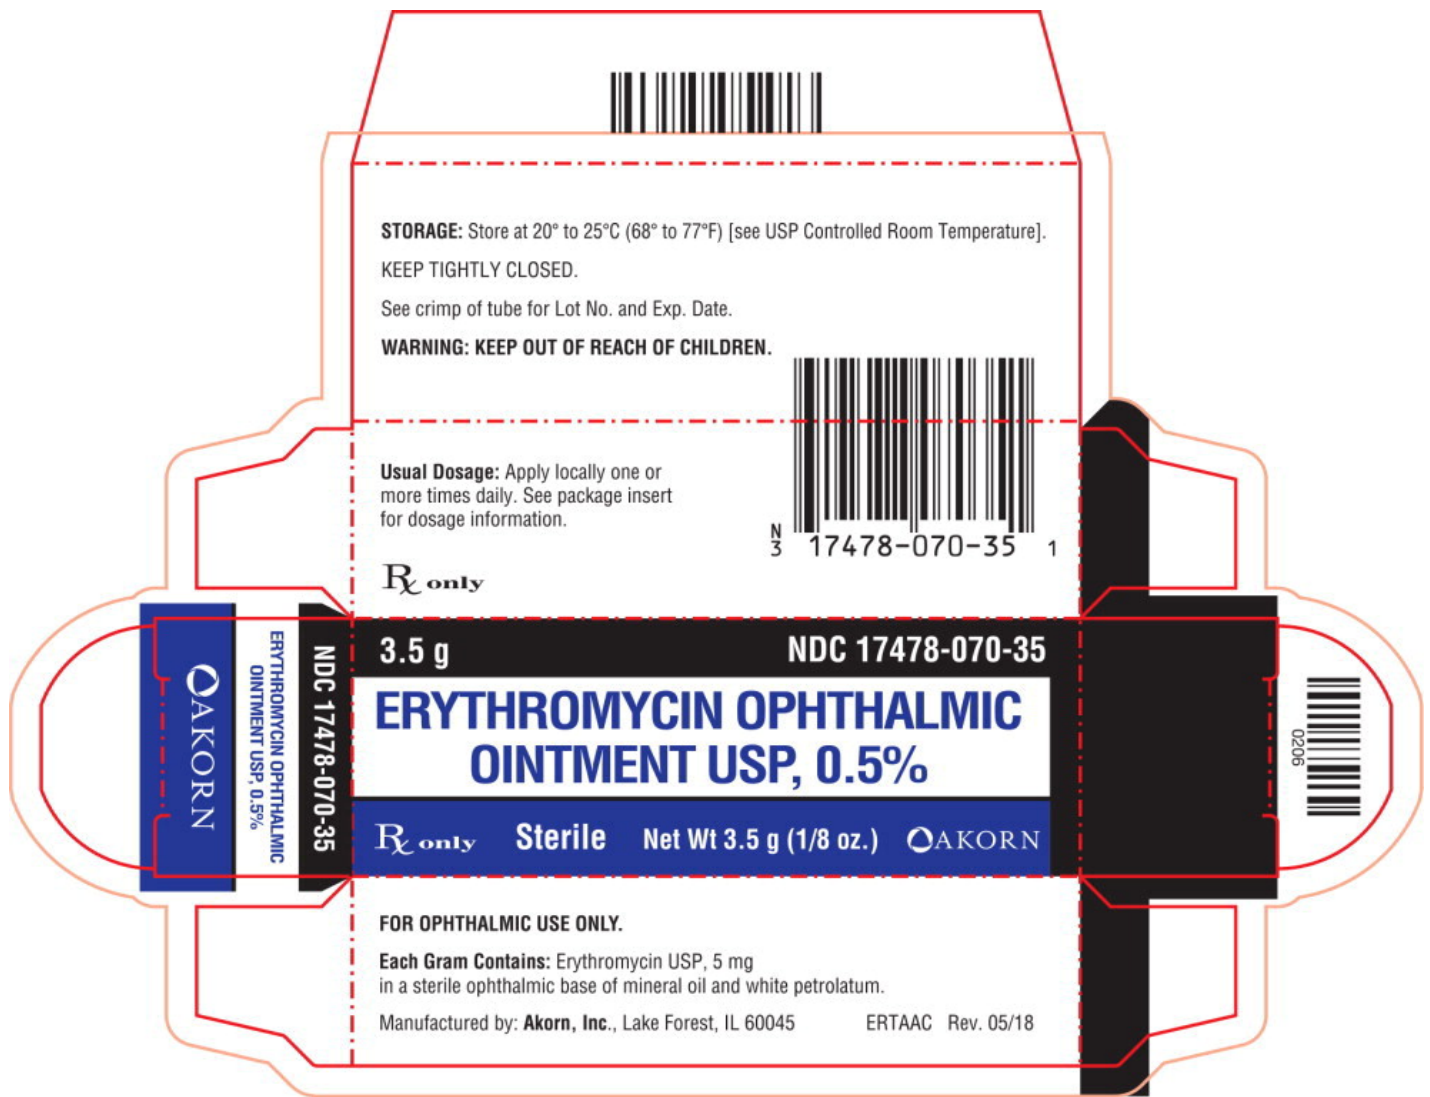 STORAGE: Store at 20° to 25°C (68° to 77°F) [see USP Controlled Room Temperature].
KEEP TIGHTLY CLOSED.
See crimp of tube for Lot No. and Exp. Date.
WARNING: KEEP OUT OF REACH OF CHILDREN.
Usual Dosage: Apply locally one or
more times daily. See package insert
for dosage information.
Rx only
N
3
17478-070-35
1
AKORN
ERYTHROMYCIN OPHTHALMIC
OINTMENT USP, 0.5%
NDC 17478-070-35
3.5 g NDC 17478-070-35
ERYTHROMYCIN OPHTHALMIC
OINTMENT USP, 0.5%
Rx only Sterile Net Wt 3.5 g (1/8 oz.) AKORN
0206
FOR OPHTHALMIC USE ONLY.
Each Gram Contains: Erythromycin USP, 5 mg
in a sterile ophthalmic base of mineral oil and white petrolatum.
Manufactured by: Akorn, Inc., Lake Forest, IL 60045 ERTAAC Rev. 05/18